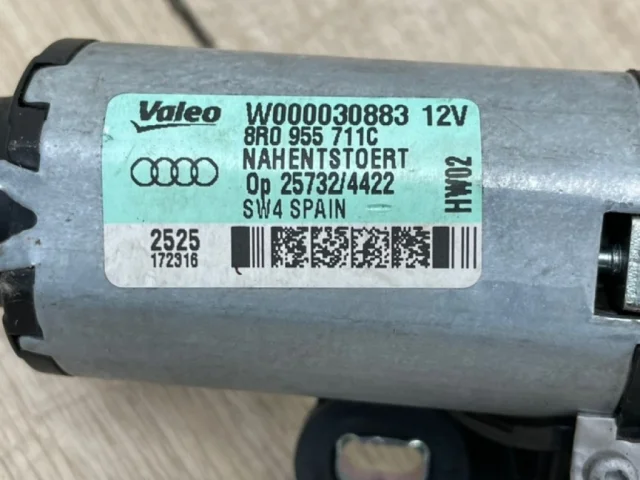 Valeo W000030883 12V
8R0 955 711C
NAHENTSTOERT
Op 25732/4422
SW4 SPAIN
HW02
2525
172316